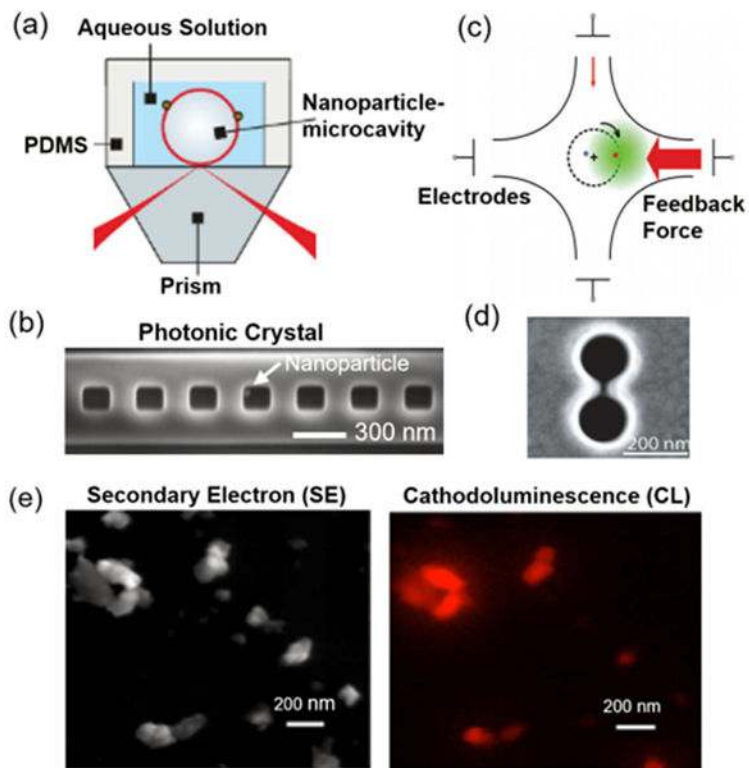 (a)
Aqueous Solution
PDMS
Nanoparticle-
microcavity
Prism
(c)
Electrodes
Feedback
Force
(b)
Photonic Crystal
Nanoparticle
300 nm
(d)
200 nm
(e)
Secondary Electron (SE)
200 nm
Cathodoluminescence (CL)
200 nm